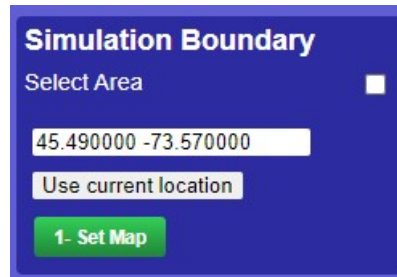 Simulation Boundary
Select Area
45.490000 -73.570000
Use current location
1- Set Map